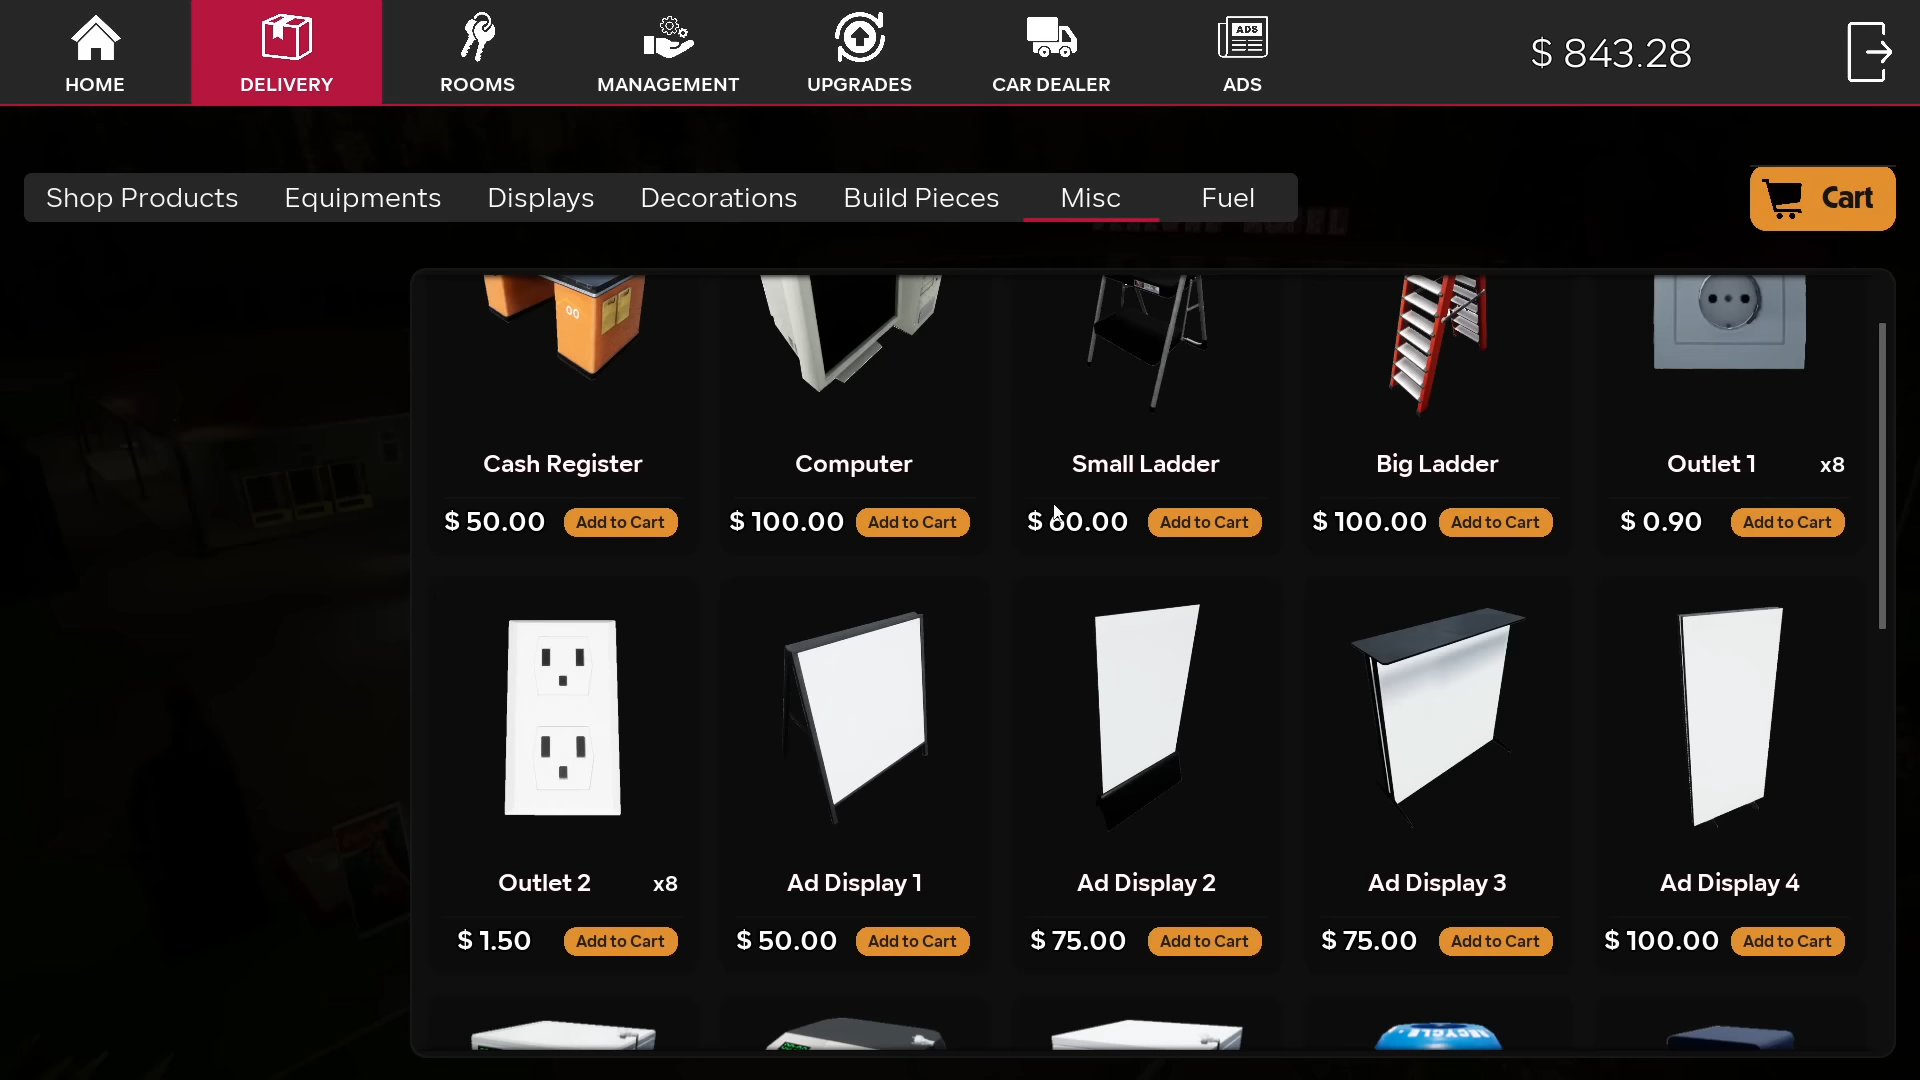 HOME
DELIVERY
ROOMS
MANAGEMENT
UPGRADES
CAR DEALER
ADS
ADS
$ 843.28
Shop Products
Equipments
Displays
Decorations
Build Pieces
Misc
Fuel
Cart
00
Cash Register
Computer
Small Ladder
Big Ladder
Outlet 1 x8
$ 50.00 Add to Cart
$ 100.00 Add to Cart
$ 60.00 Add to Cart
$ 100.00 Add to Cart
$ 0.90 Add to Cart
Outlet 2 x8
Ad Display 1
Ad Display 2
Ad Display 3
Ad Display 4
$ 1.50 Add to Cart
$ 50.00 Add to Cart
$ 75.00 Add to Cart
$ 75.00 Add to Cart
$ 100.00 Add to Cart
RECYCLE